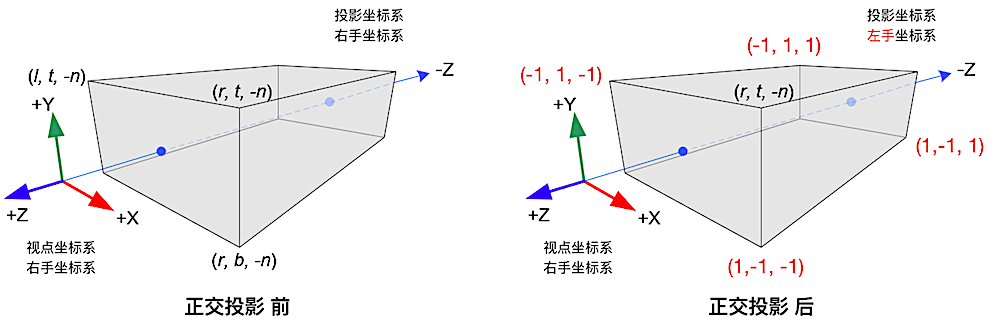 投影坐标系
右手坐标系
(l, t, -n)
(r, t, -n)
-Z
+Y
+Z
+X
视点坐标系
右手坐标系
(r, b, -n)
正交投影 前
投影坐标系
左手坐标系
(-1, 1, 1)
(-1, 1, -1)
(r, t, -n)
-Z
+Y
(1,-1, 1)
+Z
+X
视点坐标系
右手坐标系
(1,-1, -1)
正交投影 后